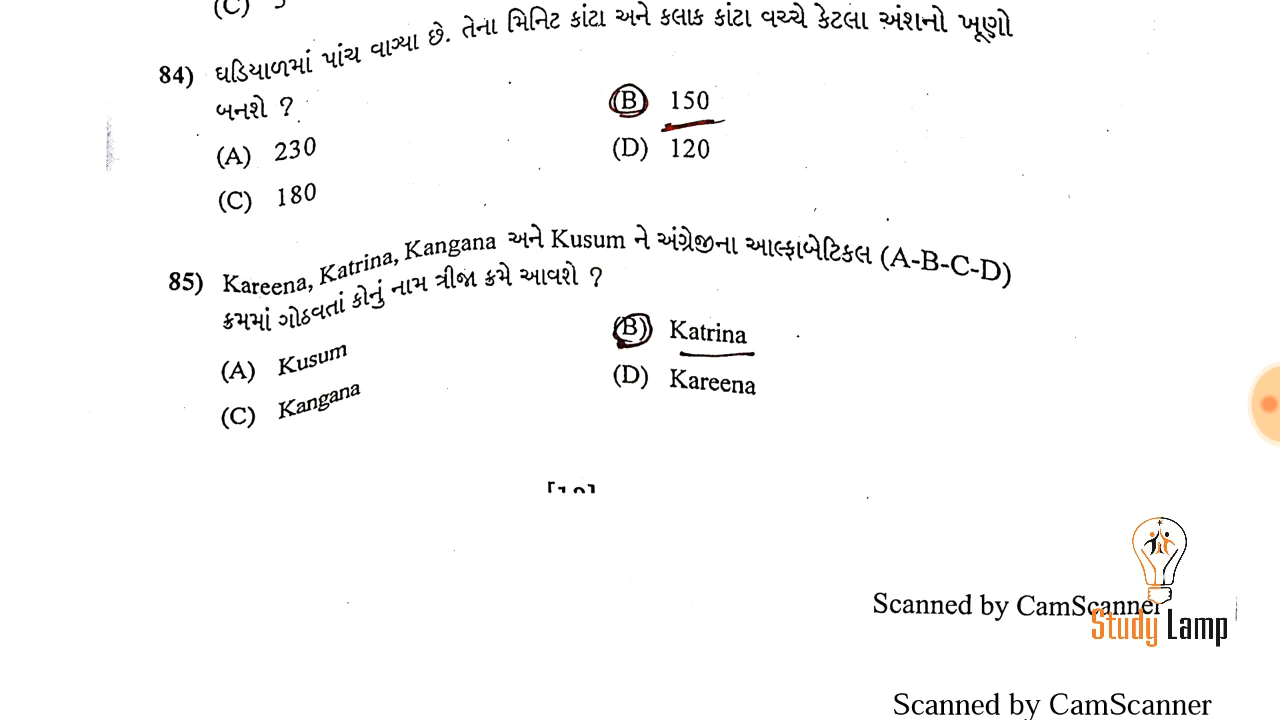 (C)
84) ઘડિયાળમાં પાંચ વાગ્યા છે. તેના મિનિટ કાંટા અને કલાક કાંટા વચ્ચે કેટલા અંશનો ખૂણો
બનશે ?
(A) 230
(B) 150
(C) 180
(D) 120
85) Kareena, Katrina, Kangana અને Kusum ને અંગ્રેજીના આલ્ફાબેટિકલ (A-B-C-D)
ક્રમમાં ગોઠવતાં કોનું નામ ત્રીજા ક્રમે આવશે ?
(A) Kusum
(B) Katrina
(C) Kangana
(D) Kareena
Scanned by CamScanner
Study Lamp
Scanned by CamScanner